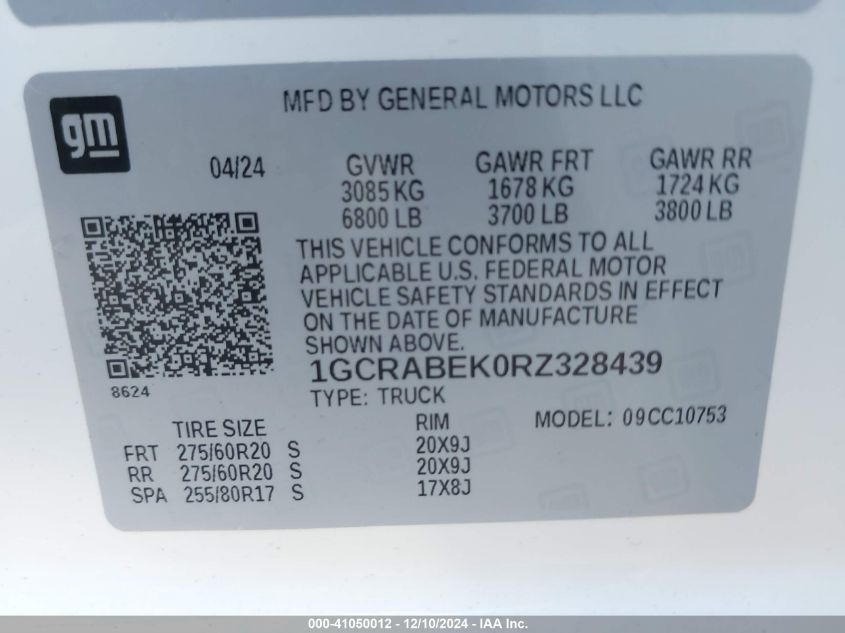 gm
MFD BY GENERAL MOTORS LLC
04/24
GVWR GAWR FRT GAWR RR
3085 KG 1678 KG 1724 KG
6800 LB 3700 LB 3800 LB
THIS VEHICLE CONFORMS TO ALL
APPLICABLE U.S. FEDERAL MOTOR
VEHICLE SAFETY STANDARDS IN EFFECT
ON THE DATE OF MANUFACTURE
SHOWN ABOVE.
1GCRABEK0RZ328439
8624
TYPE: TRUCK
TIRE SIZE RIM MODEL: 09CC10753
FRT 275/60R20 S 20X9J
RR 275/60R20 S 20X9J
SPA 255/80R17 S 17X8J
000-41050012 - 12/10/2024 - IAA Inc.